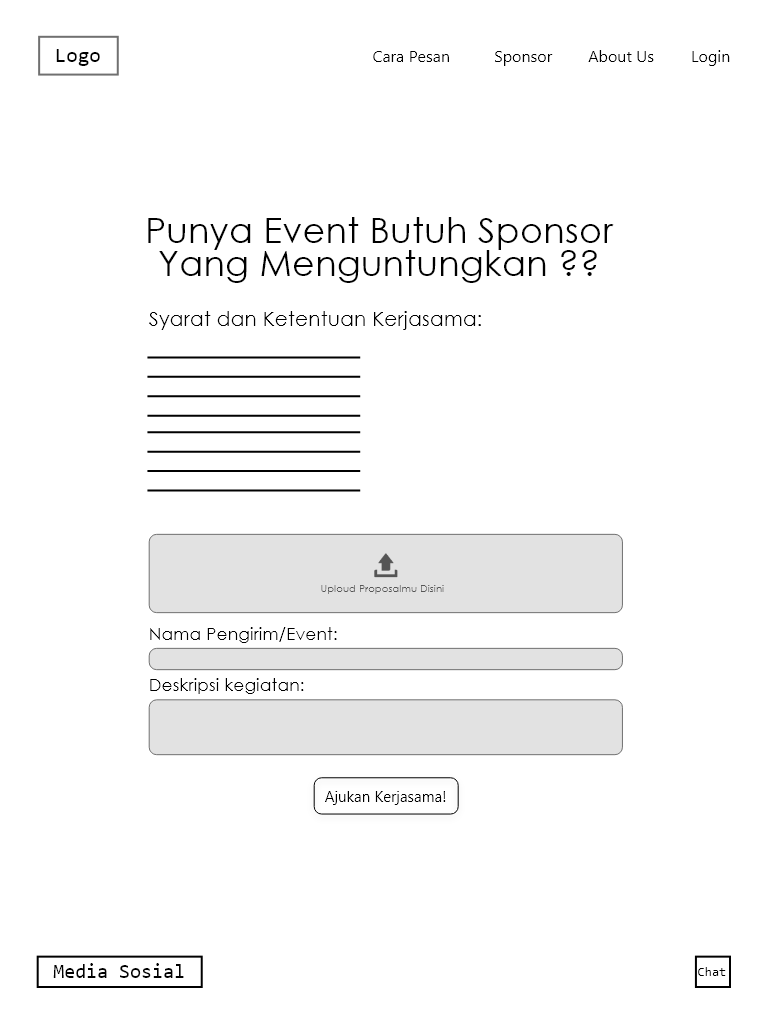 Logo
Cara Pesan Sponsor About Us Login
Punya Event Butuh Sponsor
Yang Menguntungkan ??
Syarat dan Ketentuan Kerjasama:
Uploud Proposalmu Disini
Nama Pengirim/Event:
Deskripsi kegiatan:
Ajukan Kerjasama!
Media Sosial
Chat